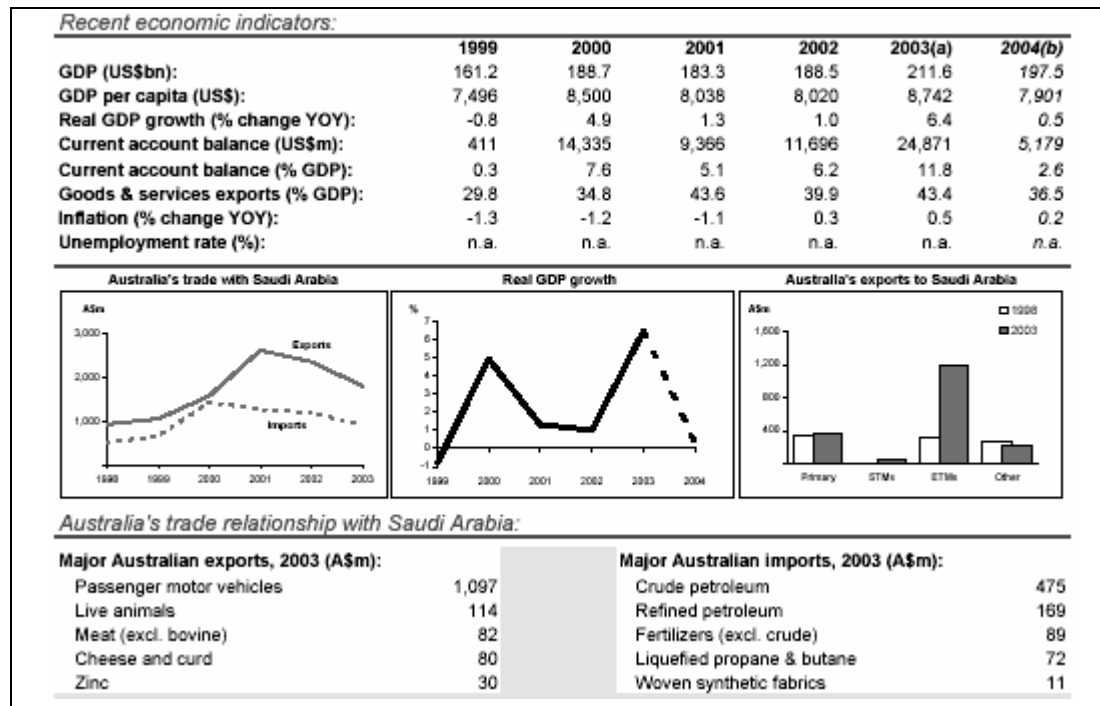 Recent economic indicators:
1999 2000 2001 2002 2003(a) 2004(b)
GDP (US$bn): 161.2 188.7 183.3 188.5 211.6 197.5
GDP per capita (US$): 7,496 8,500 8,038 8,020 8,742 7,901
Real GDP growth (% change YOY): -0.8 4.9 1.3 1.0 6.4 0.5
Current account balance (US$m): 411 14,335 9,366 11,696 24,871 5,179
Current account balance (% GDP): 0.3 7.6 5.1 6.2 11.8 2.6
Goods & services exports (% GDP): 29.8 34.8 43.6 39.9 43.4 36.5
Inflation (% change YOY): -1.3 -1.2 -1.1 0.3 0.5 0.2
Unemployment rate (%): n.a. n.a. n.a. n.a. n.a. n.a.
Australia's trade with Saudi Arabia
A$m
3,000
2,000
1,000
Exports
Imports
1998 1999 2000 2001 2002 2003
Real GDP growth
%
7
6
5
4
3
2
1
0
-1
1999 2000 2001 2002 2003 2004
Australia's exports to Saudi Arabia
A$m
1998
2003
1,600
1,200
800
400
Primary STMs ETMs Other
Australia's trade relationship with Saudi Arabia:
Major Australian exports, 2003 (A$m):
Passenger motor vehicles 1,097
Live animals 114
Meat (excl. bovine) 82
Cheese and curd 80
Zinc 30
Major Australian imports, 2003 (A$m):
Crude petroleum 475
Refined petroleum 169
Fertilizers (excl. crude) 89
Liquefied propane & butane 72
Woven synthetic fabrics 11